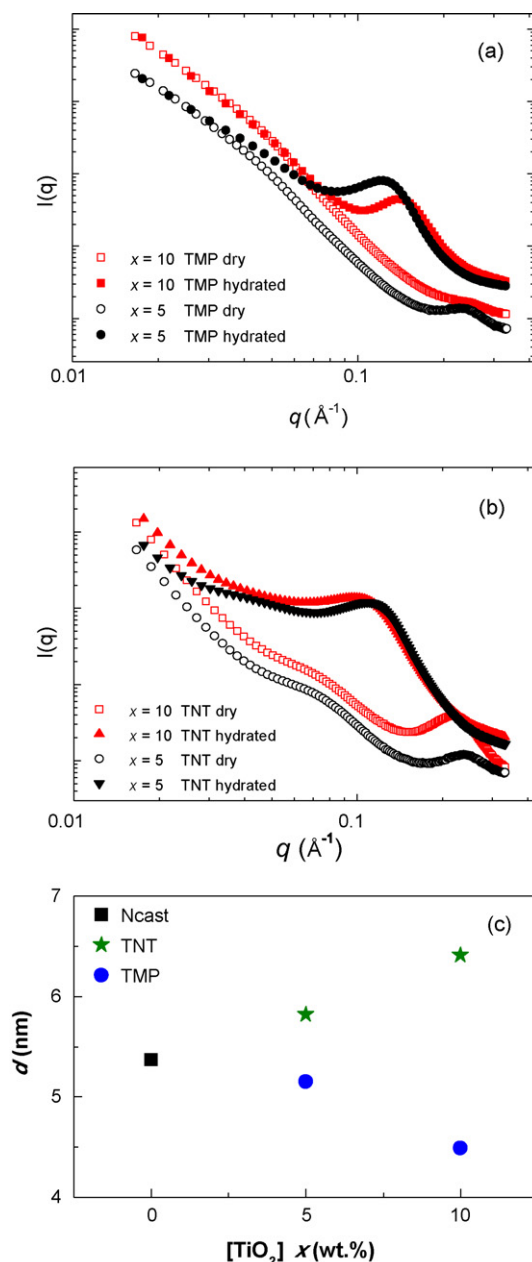 (a)
I(q)
x = 10 TMP dry
x = 10 TMP hydrated
x = 5 TMP dry
x = 5 TMP hydrated
0.01
0.1
q (Å⁻¹)
(b)
I(q)
x = 10 TNT dry
x = 10 TNT hydrated
x = 5 TNT dry
x = 5 TNT hydrated
0.01
0.1
q (Å⁻¹)
(c)
7
6
5
4
d (nm)
Ncast
TNT
TMP
0
5
10
[TiO₂] x (wt.%)